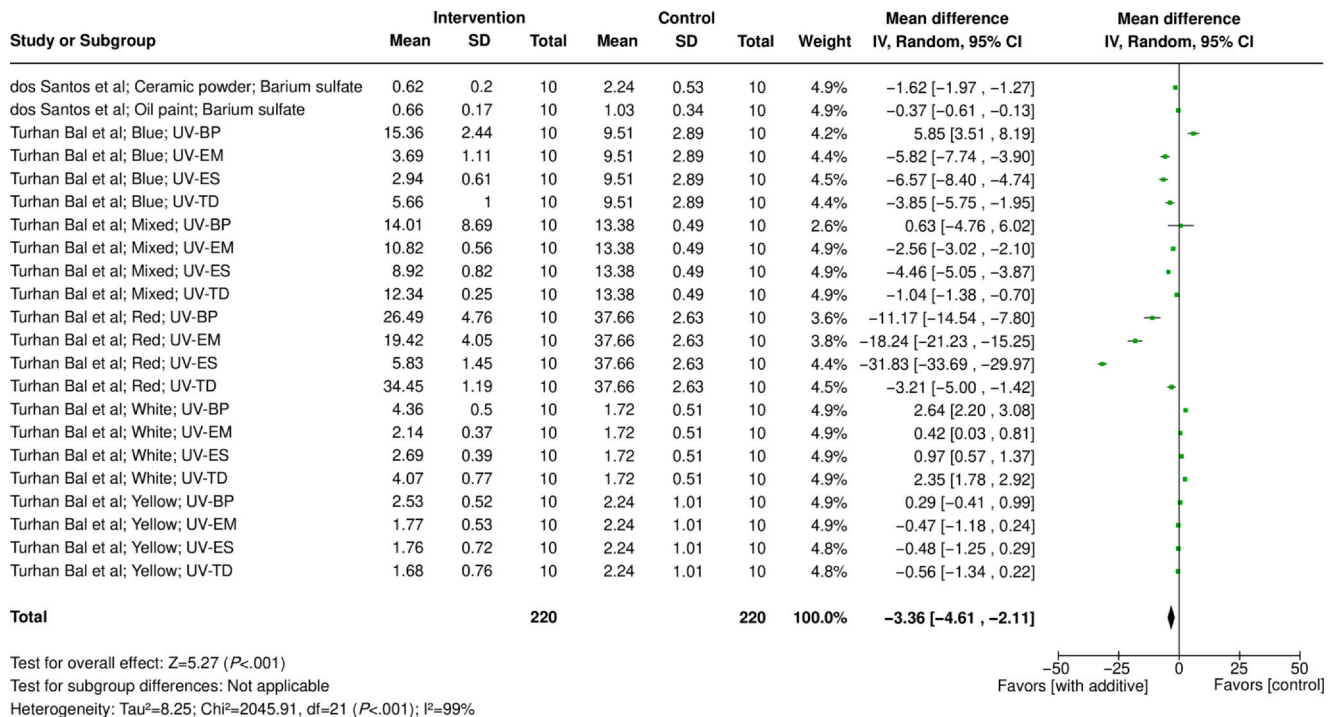 Intervention Control Mean difference Mean difference
Study or Subgroup Mean SD Total Mean SD Total Weight IV, Random, 95% CI IV, Random, 95% CI
dos Santos et al; Ceramic powder; Barium sulfate 0.62 0.2 10 2.24 0.53 10 4.9% −1.62 [−1.97 , −1.27]
dos Santos et al; Oil paint; Barium sulfate 0.66 0.17 10 1.03 0.34 10 4.9% −0.37 [−0.61 , −0.13]
Turhan Bal et al; Blue; UV-BP 15.36 2.44 10 9.51 2.89 10 4.2% 5.85 [3.51 , 8.19]
Turhan Bal et al; Blue; UV-EM 3.69 1.11 10 9.51 2.89 10 4.4% −5.82 [−7.74 , −3.90]
Turhan Bal et al; Blue; UV-ES 2.94 0.61 10 9.51 2.89 10 4.5% −6.57 [−8.40 , −4.74]
Turhan Bal et al; Blue; UV-TD 5.66 1 10 9.51 2.89 10 4.4% −3.85 [−5.75 , −1.95]
Turhan Bal et al; Mixed; UV-BP 14.01 8.69 10 13.38 0.49 10 2.6% 0.63 [−4.76 , 6.02]
Turhan Bal et al; Mixed; UV-EM 10.82 0.56 10 13.38 0.49 10 4.9% −2.56 [−3.02 , −2.10]
Turhan Bal et al; Mixed; UV-ES 8.92 0.82 10 13.38 0.49 10 4.9% −4.46 [−5.05 , −3.87]
Turhan Bal et al; Mixed; UV-TD 12.34 0.25 10 13.38 0.49 10 4.9% −1.04 [−1.38 , −0.70]
Turhan Bal et al; Red; UV-BP 26.49 4.76 10 37.66 2.63 10 3.6% −11.17 [−14.54 , −7.80]
Turhan Bal et al; Red; UV-EM 19.42 4.05 10 37.66 2.63 10 3.8% −18.24 [−21.23 , −15.25]
Turhan Bal et al; Red; UV-ES 5.83 1.45 10 37.66 2.63 10 4.4% −31.83 [−33.69 , −29.97]
Turhan Bal et al; Red; UV-TD 34.45 1.19 10 37.66 2.63 10 4.5% −3.21 [−5.00 , −1.42]
Turhan Bal et al; White; UV-BP 4.36 0.5 10 1.72 0.51 10 4.9% 2.64 [2.20 , 3.08]
Turhan Bal et al; White; UV-EM 2.14 0.37 10 1.72 0.51 10 4.9% 0.42 [0.03 , 0.81]
Turhan Bal et al; White; UV-ES 2.69 0.39 10 1.72 0.51 10 4.9% 0.97 [0.57 , 1.37]
Turhan Bal et al; White; UV-TD 4.07 0.77 10 1.72 0.51 10 4.9% 2.35 [1.78 , 2.92]
Turhan Bal et al; Yellow; UV-BP 2.53 0.52 10 2.24 1.01 10 4.9% 0.29 [−0.41 , 0.99]
Turhan Bal et al; Yellow; UV-EM 1.77 0.53 10 2.24 1.01 10 4.9% −0.47 [−1.18 , 0.24]
Turhan Bal et al; Yellow; UV-ES 1.76 0.72 10 2.24 1.01 10 4.8% −0.48 [−1.25 , 0.29]
Turhan Bal et al; Yellow; UV-TD 1.68 0.76 10 2.24 1.01 10 4.8% −0.56 [−1.34 , 0.22]
Total 220 220 100.0% −3.36 [−4.61 , −2.11]
Test for overall effect: Z=5.27 (P<.001)
Test for subgroup differences: Not applicable
Heterogeneity: Tau²=8.25; Chi²=2045.91, df=21 (P<.001); I²=99%
−50 −25 0 25 50
Favors [with additive] Favors [control]